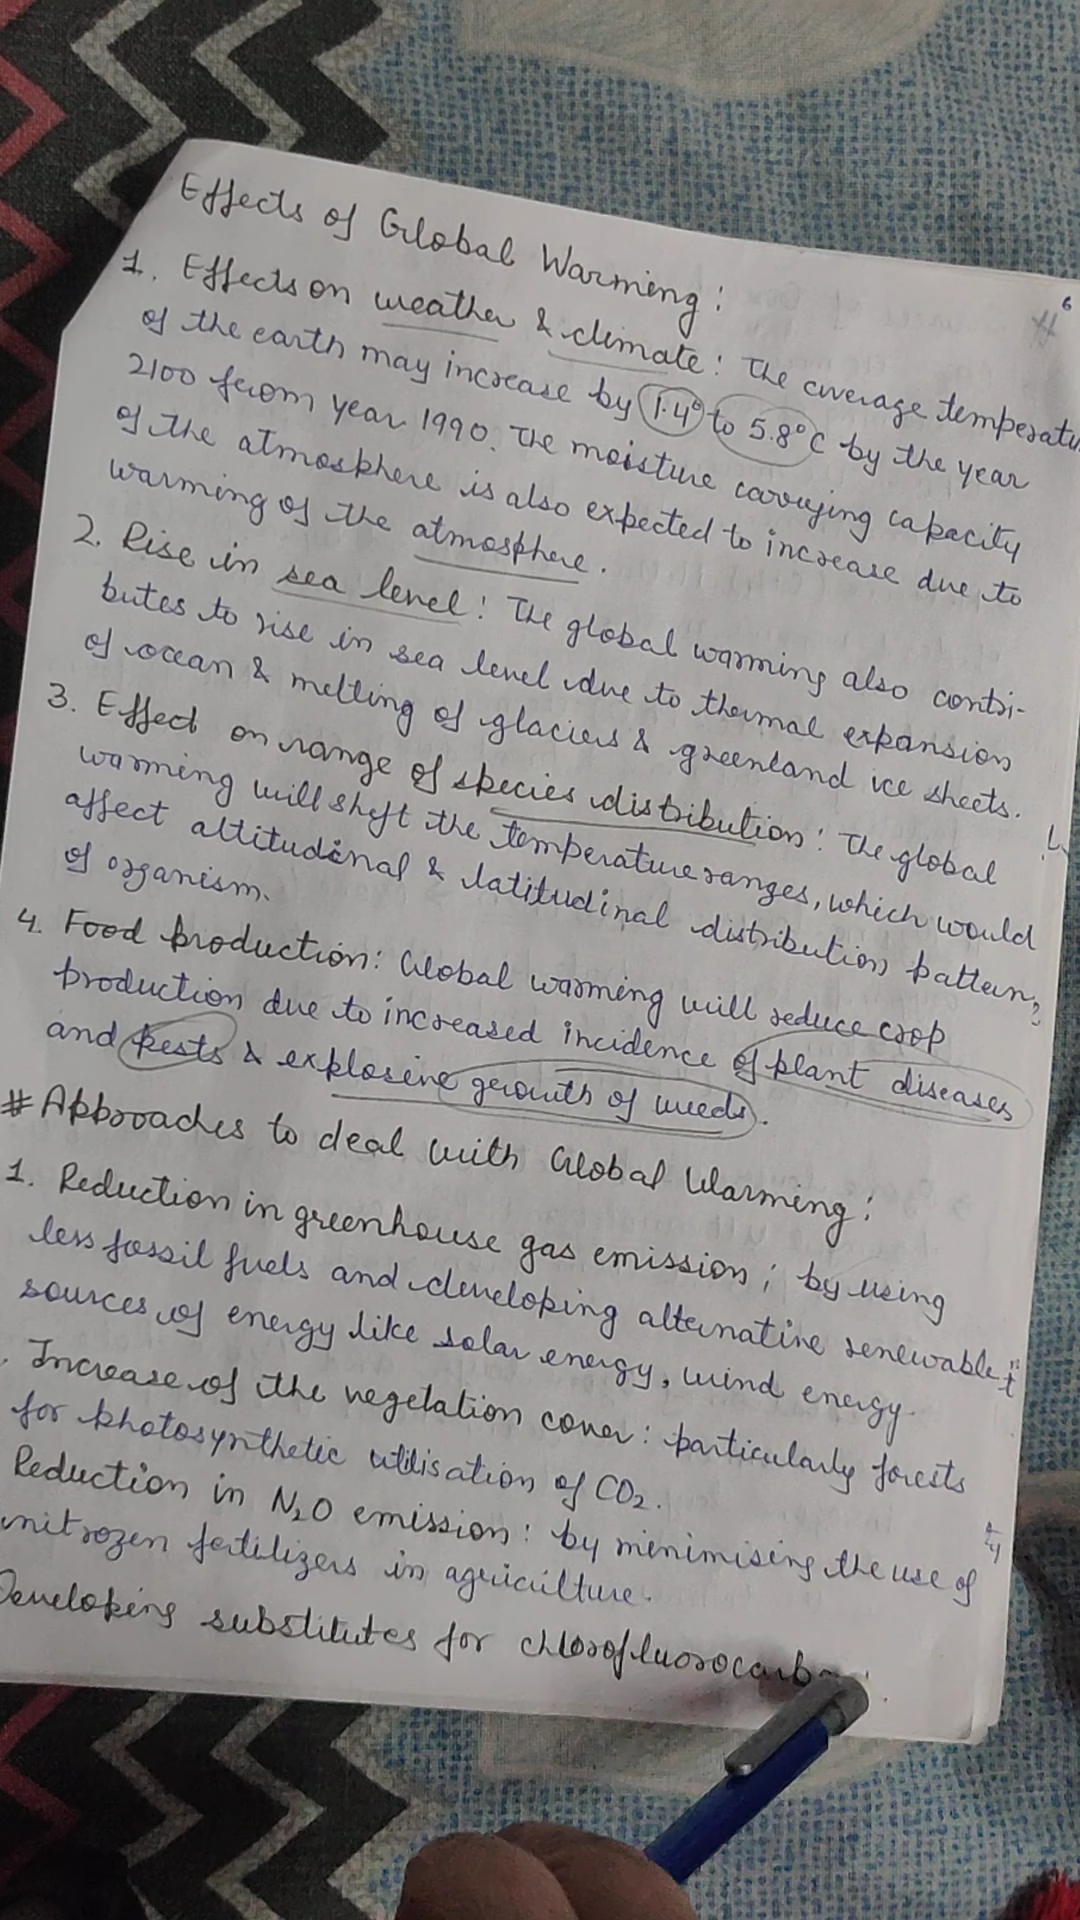 Effects of Global Warming:
1. Effects on weather & climate: The average temperatu
of the earth may increase by 1.4° to 5.8°C by the year
2100 from year 1990. The moisture carrying capacity
of the atmosphere is also expected to increase due to
warming of the atmosphere.
2. Rise in sea level: The global warming also contri-
butes to rise in sea level due to thermal expansion
of ocean & melting of glaciers & greenland ice sheets.
3. Effect on range of species distribution: The global
warming will shift the temperature ranges, which would
affect altitudinal & latitudinal distribution pattern
of organism.
4. Food production: Global warming will reduce crop
production due to increased incidence of plant diseases
and pests & explosive growth of weeds.
# Approaches to deal with Global Warming:
1. Reduction in greenhouse gas emission; by using
less fossil fuels and developing alternative renewable
sources of energy like solar energy, wind energy.
. Increase of the vegetation cover: particularly forests
for photosynthetic utilisation of CO2.
Reduction in N2O emission: by minimising the use of
nitrozen fertilizers in agriculture.
Developing substitutes for chlorofluorocarb